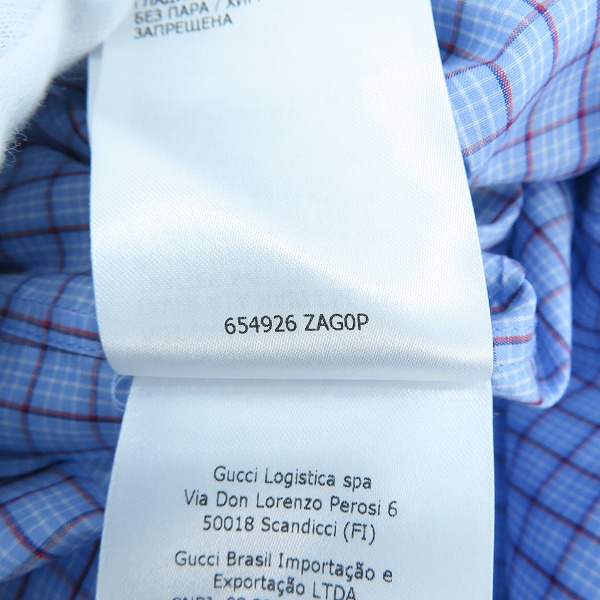 БЕЗ ПАРА / ХИМ
ЗАПРЕЩЕНА
654926 ZAG0P
Gucci Logistica spa
Via Don Lorenzo Perosi 6
50018 Scandicci (FI)
Gucci Brasil Importação e
Exportação LTDA